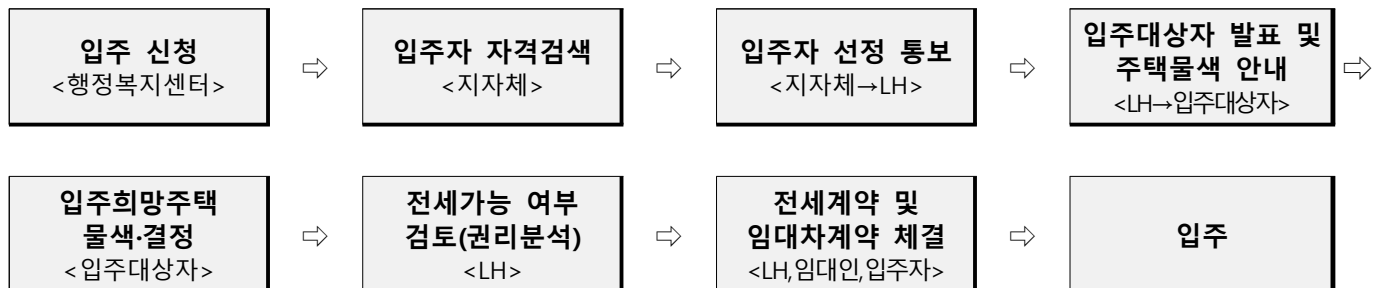 입주 신청
<행정복지센터>
⇨
입주자 자격검색
<지자체>
⇨
입주자 선정 통보
<지자체→LH>
⇨
입주대상자 발표 및
주택물색 안내
<LH→입주대상자>
⇨
입주희망주택
물색·결정
<입주대상자>
⇨
전세가능 여부
검토(권리분석)
<LH>
⇨
전세계약 및
임대차계약 체결
<LH,임대인,입주자>
⇨
입주